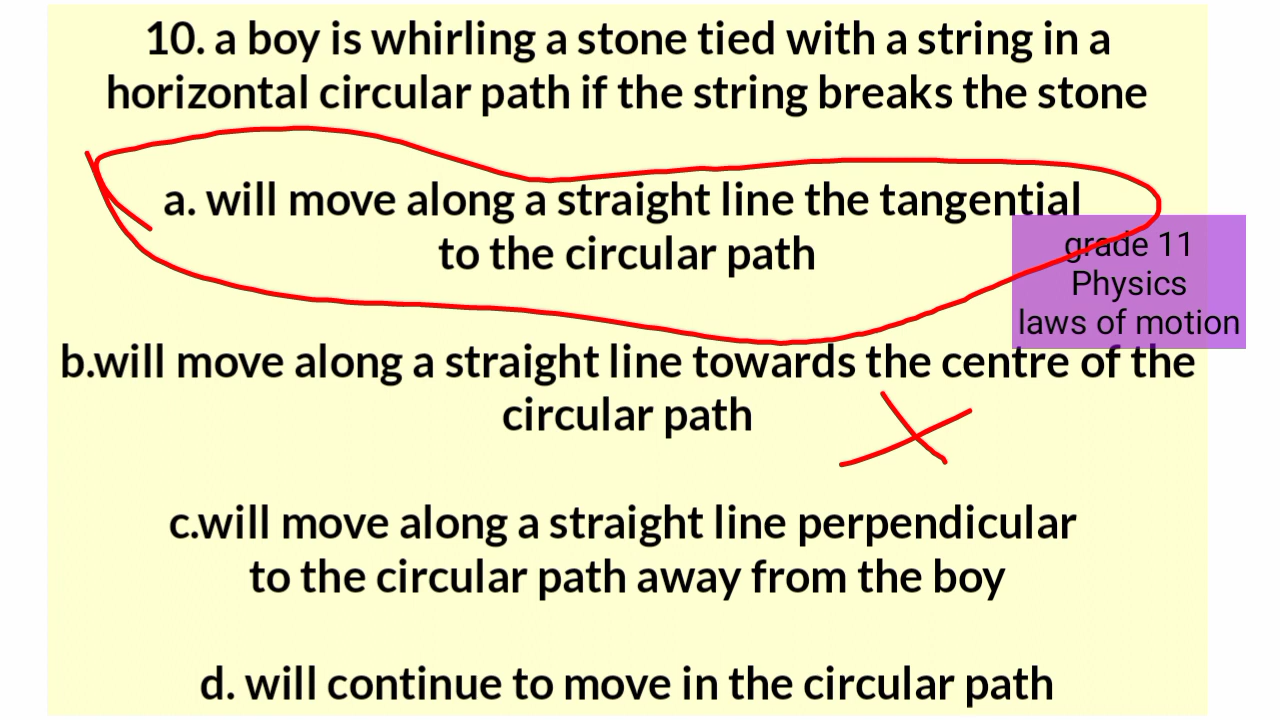 10. a boy is whirling a stone tied with a string in a
horizontal circular path if the string breaks the stone
a. will move along a straight line the tangential
to the circular path
grade 11
Physics
laws of motion
b.will move along a straight line towards the centre of the
circular path
c.will move along a straight line perpendicular
to the circular path away from the boy
d. will continue to move in the circular path